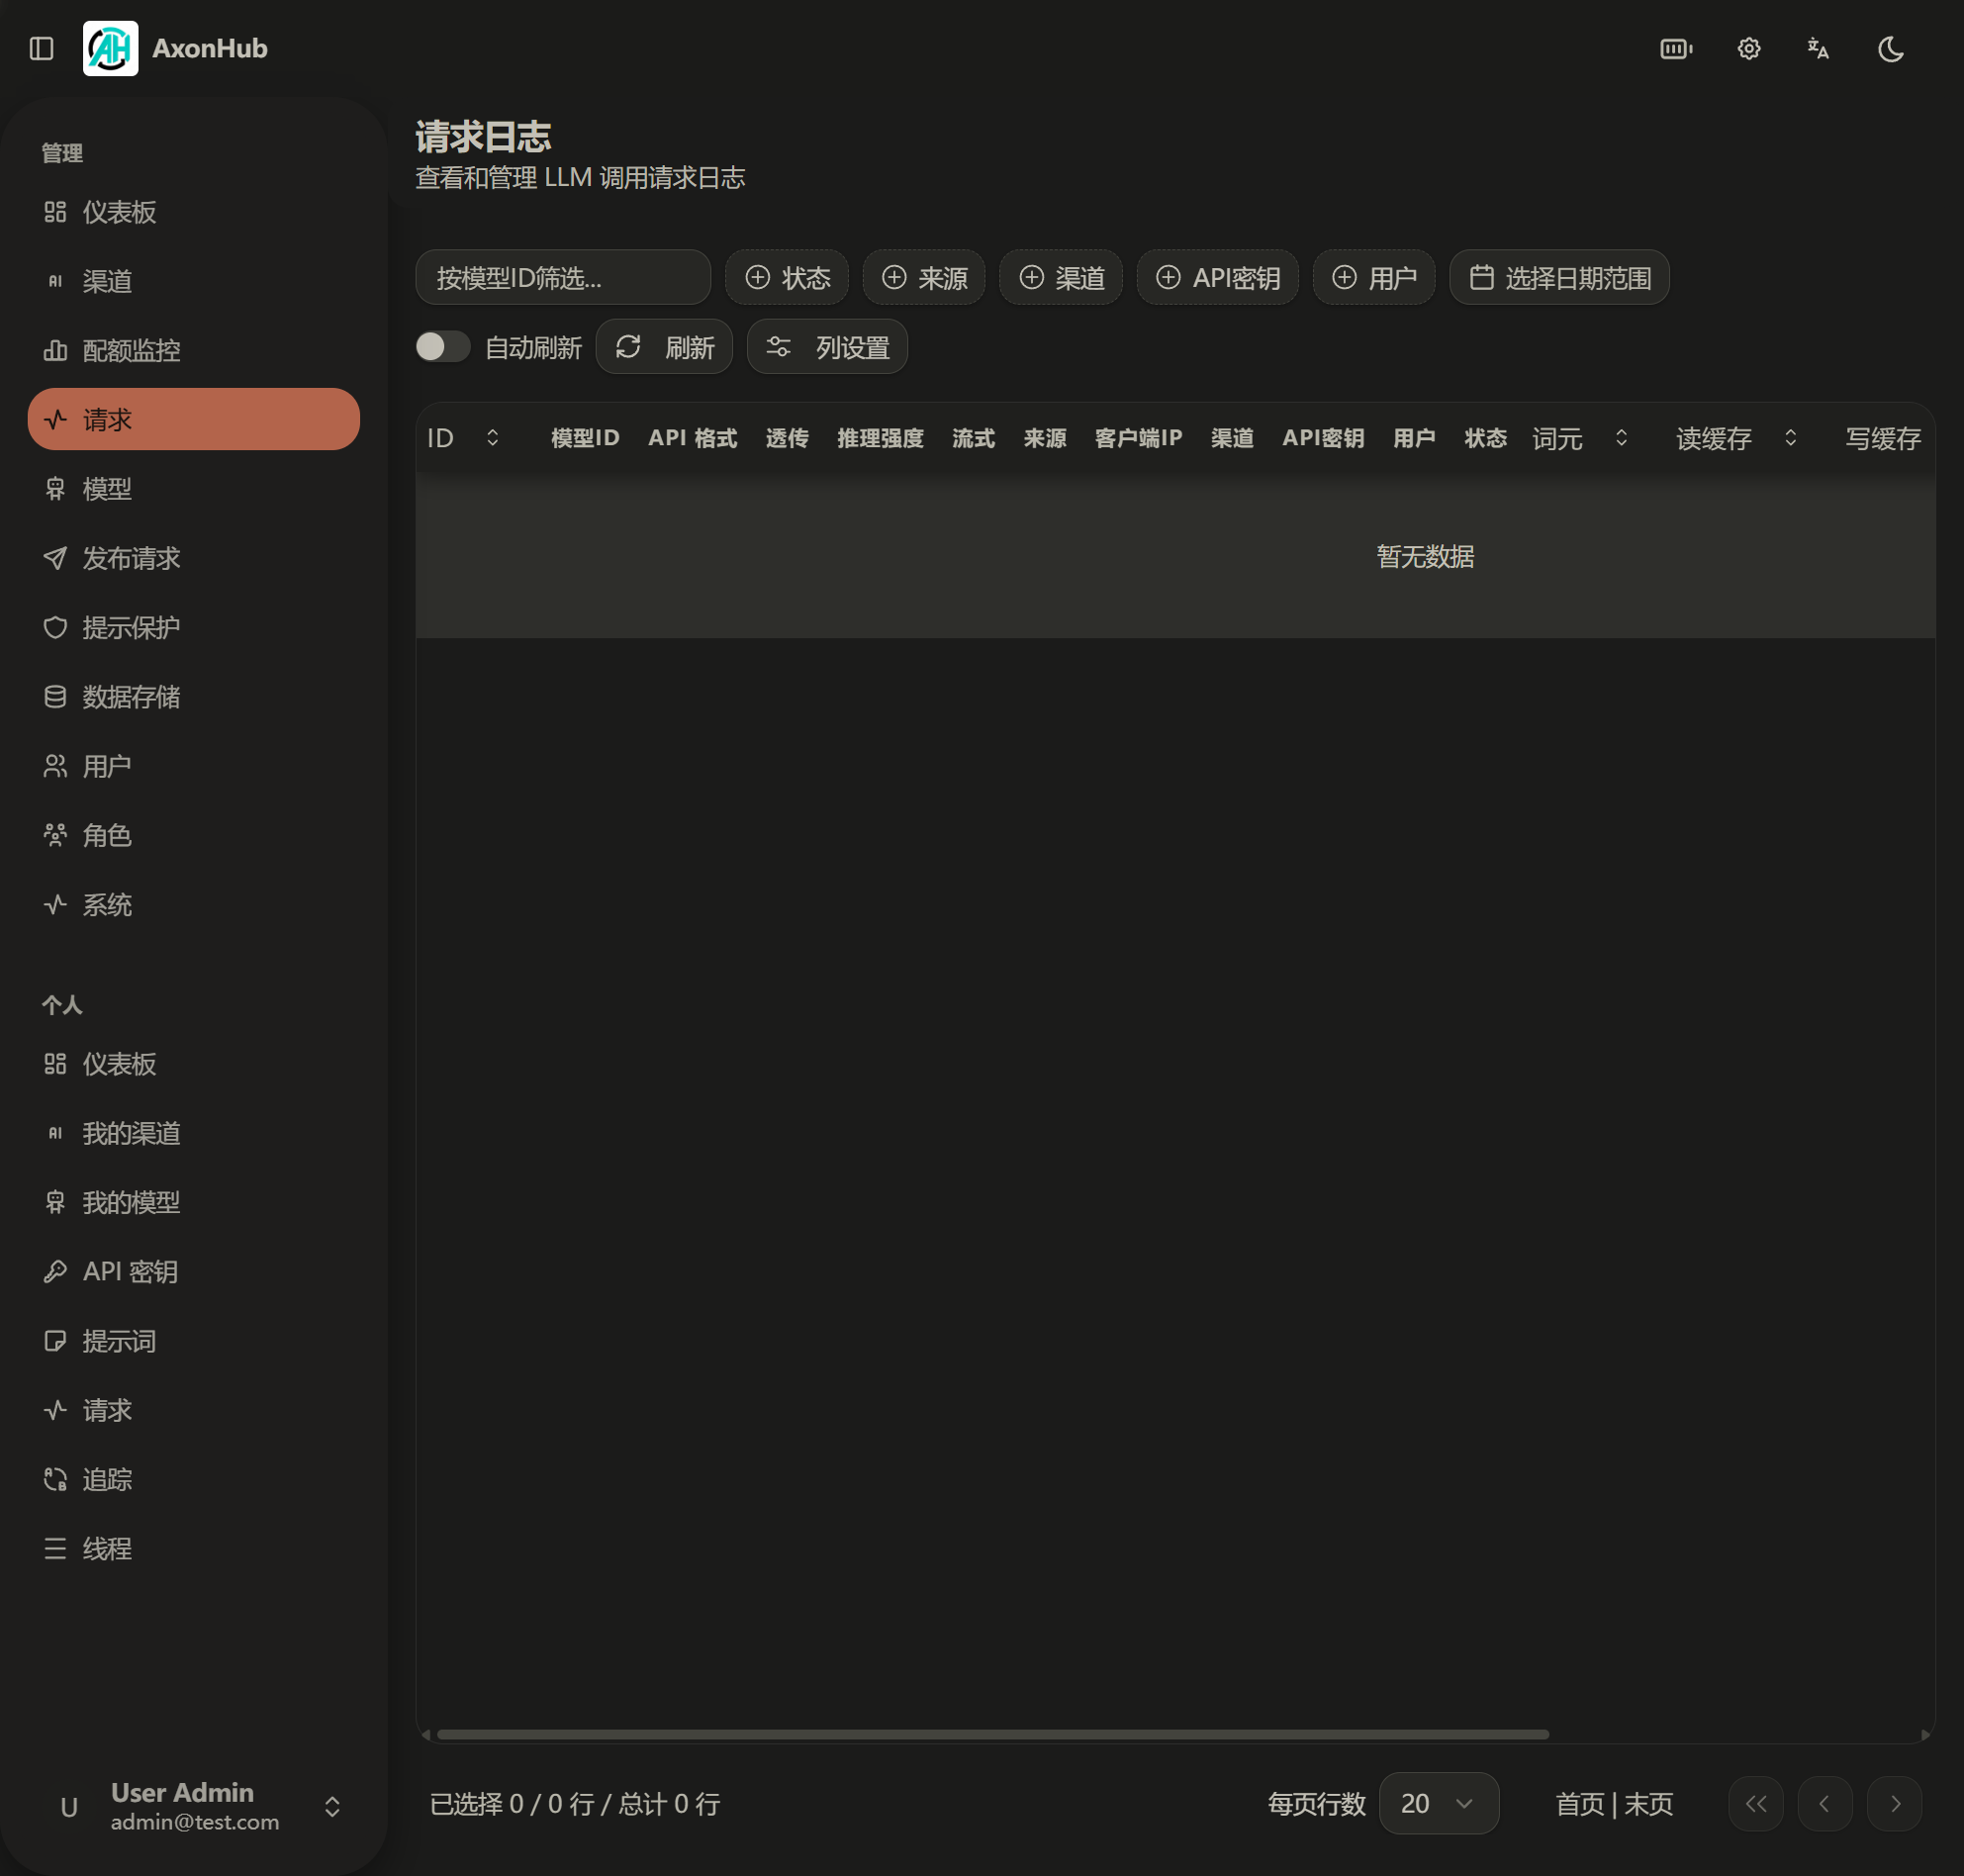 AxonHub
管理
仪表板
渠道
配额监控
请求
模型
发布请求
提示保护
数据存储
用户
角色
系统
个人
仪表板
我的渠道
我的模型
API 密钥
提示词
请求
追踪
线程
U
User Admin
admin@test.com
请求日志
查看和管理 LLM 调用请求日志
按模型ID筛选... 状态 来源 渠道 API密钥 用户 选择日期范围
自动刷新 刷新 列设置
ID 模型ID API 格式 透传 推理强度 流式 来源 客户端IP 渠道 API密钥 用户 状态 词元 读缓存 写缓存
暂无数据
已选择 0 / 0 行 / 总计 0 行 每页行数 20 首页 | 末页